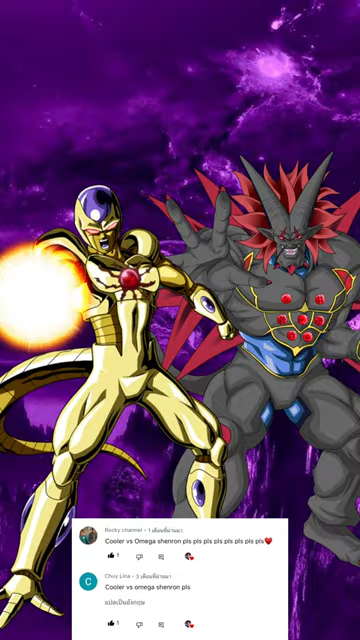 Rocky channel • 1 เดือนที่ผ่านมา
Cooler vs Omega shenron pls pls pls pls pls pls pls pls❤️
1
C
Chuy Lina • 3 เดือนที่ผ่านมา
Cooler vs omega shenron pls
แปลเป็นอังกฤษ
1